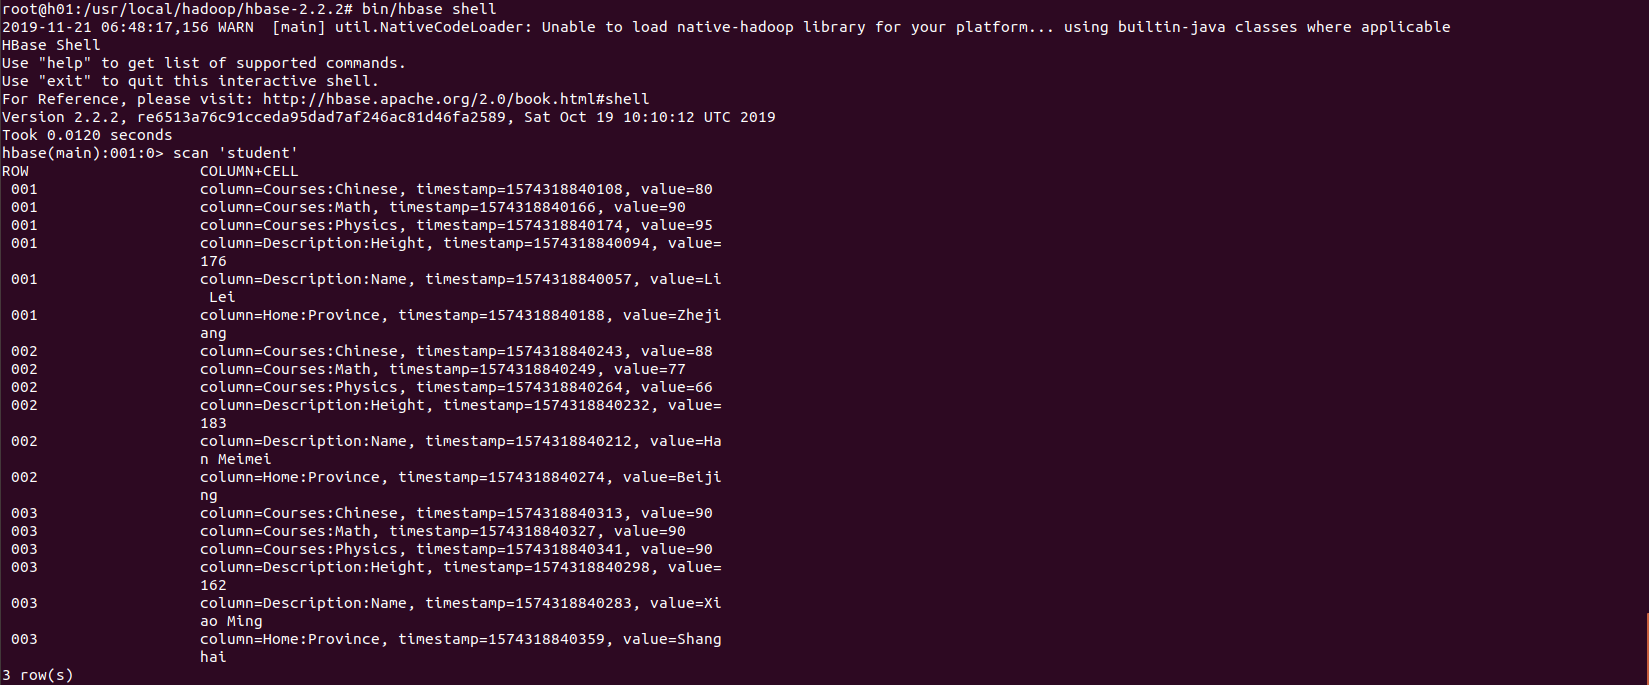 root@h01:/usr/local/hadoop/hbase-2.2.2# bin/hbase shell
2019-11-21 06:48:17,156 WARN  [main] util.NativeCodeLoader: Unable to load native-hadoop library for your platform... using builtin-java classes where applicable
HBase Shell
Use "help" to get list of supported commands.
Use "exit" to quit this interactive shell.
For Reference, please visit: http://hbase.apache.org/2.0/book.html#shell
Version 2.2.2, re6513a76c91cceda95dad7af246ac81d46fa2589, Sat Oct 19 10:10:12 UTC 2019
Took 0.0120 seconds
hbase(main):001:0> scan 'student'
ROW                   COLUMN+CELL
 001                  column=Courses:Chinese, timestamp=1574318840108, value=80
 001                  column=Courses:Math, timestamp=1574318840166, value=90
 001                  column=Courses:Physics, timestamp=1574318840174, value=95
 001                  column=Description:Height, timestamp=1574318840094, value=
                      176
 001                  column=Description:Name, timestamp=1574318840057, value=Li
                       Lei
 001                  column=Home:Province, timestamp=1574318840188, value=Zheji
                      ang
 002                  column=Courses:Chinese, timestamp=1574318840243, value=88
 002                  column=Courses:Math, timestamp=1574318840249, value=77
 002                  column=Courses:Physics, timestamp=1574318840264, value=66
 002                  column=Description:Height, timestamp=1574318840232, value=
                      183
 002                  column=Description:Name, timestamp=1574318840212, value=Ha
                      n Meimei
 002                  column=Home:Province, timestamp=1574318840274, value=Beiji
                      ng
 003                  column=Courses:Chinese, timestamp=1574318840313, value=90
 003                  column=Courses:Math, timestamp=1574318840327, value=90
 003                  column=Courses:Physics, timestamp=1574318840341, value=90
 003                  column=Description:Height, timestamp=1574318840298, value=
                      162
 003                  column=Description:Name, timestamp=1574318840283, value=Xi
                      ao Ming
 003                  column=Home:Province, timestamp=1574318840359, value=Shang
                      hai
3 row(s)